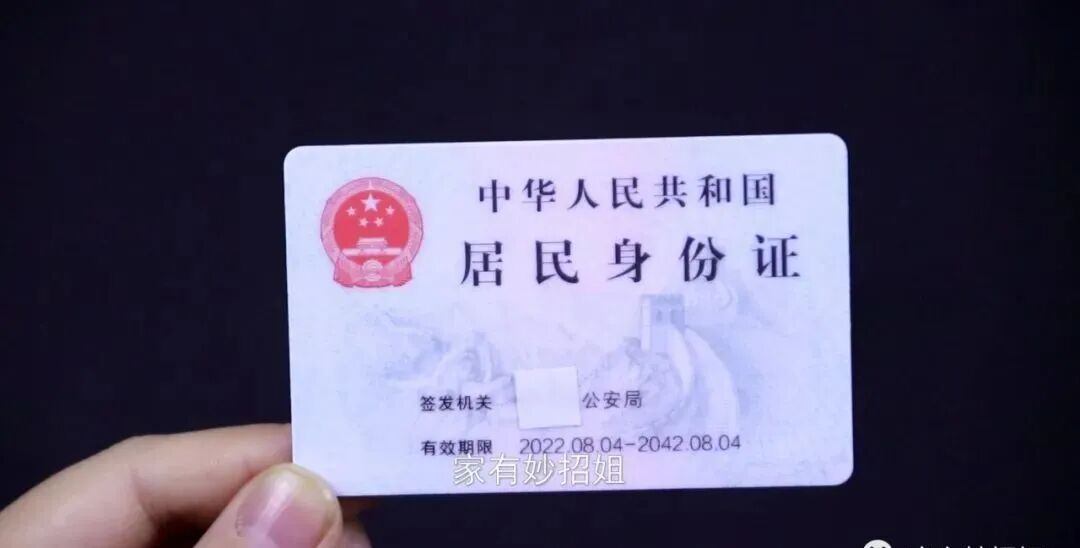 中华人民共和国
居民身份证
签发机关 公安局
有效期限 2022.08.04-2042.08.04
家有妙招姐